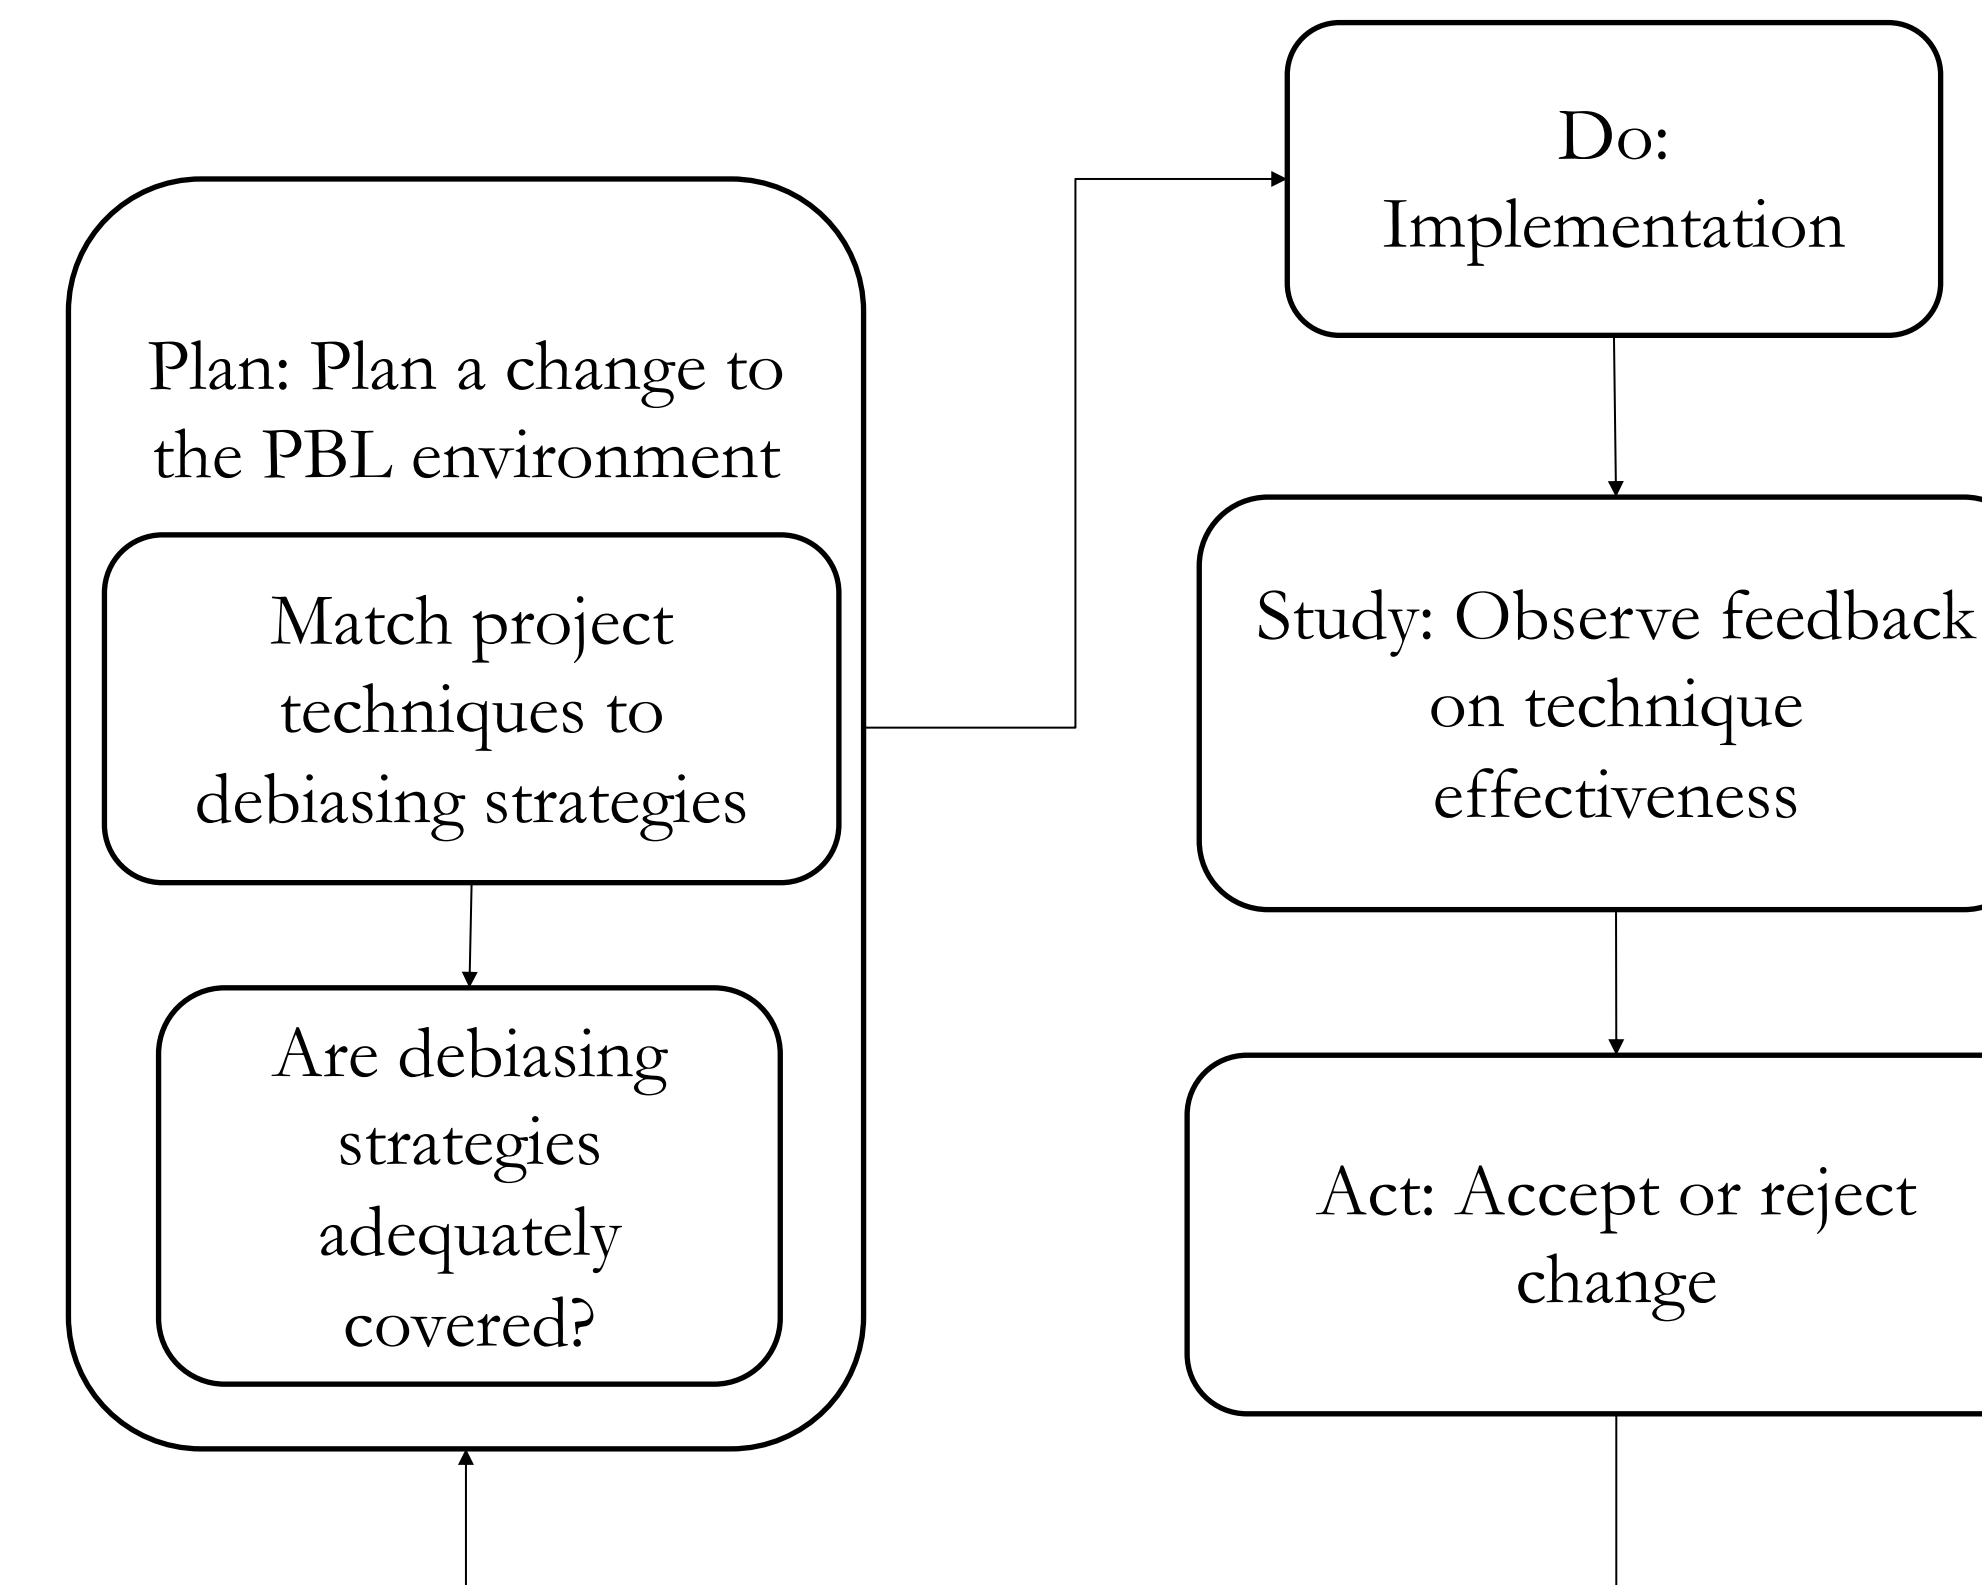 Plan: Plan a change to
the PBL environment
Match project
techniques to
debiasing strategies
Are debiasing
strategies
adequately
covered?
Do:
Implementation
Study: Observe feedback
on technique
effectiveness
Act: Accept or reject
change